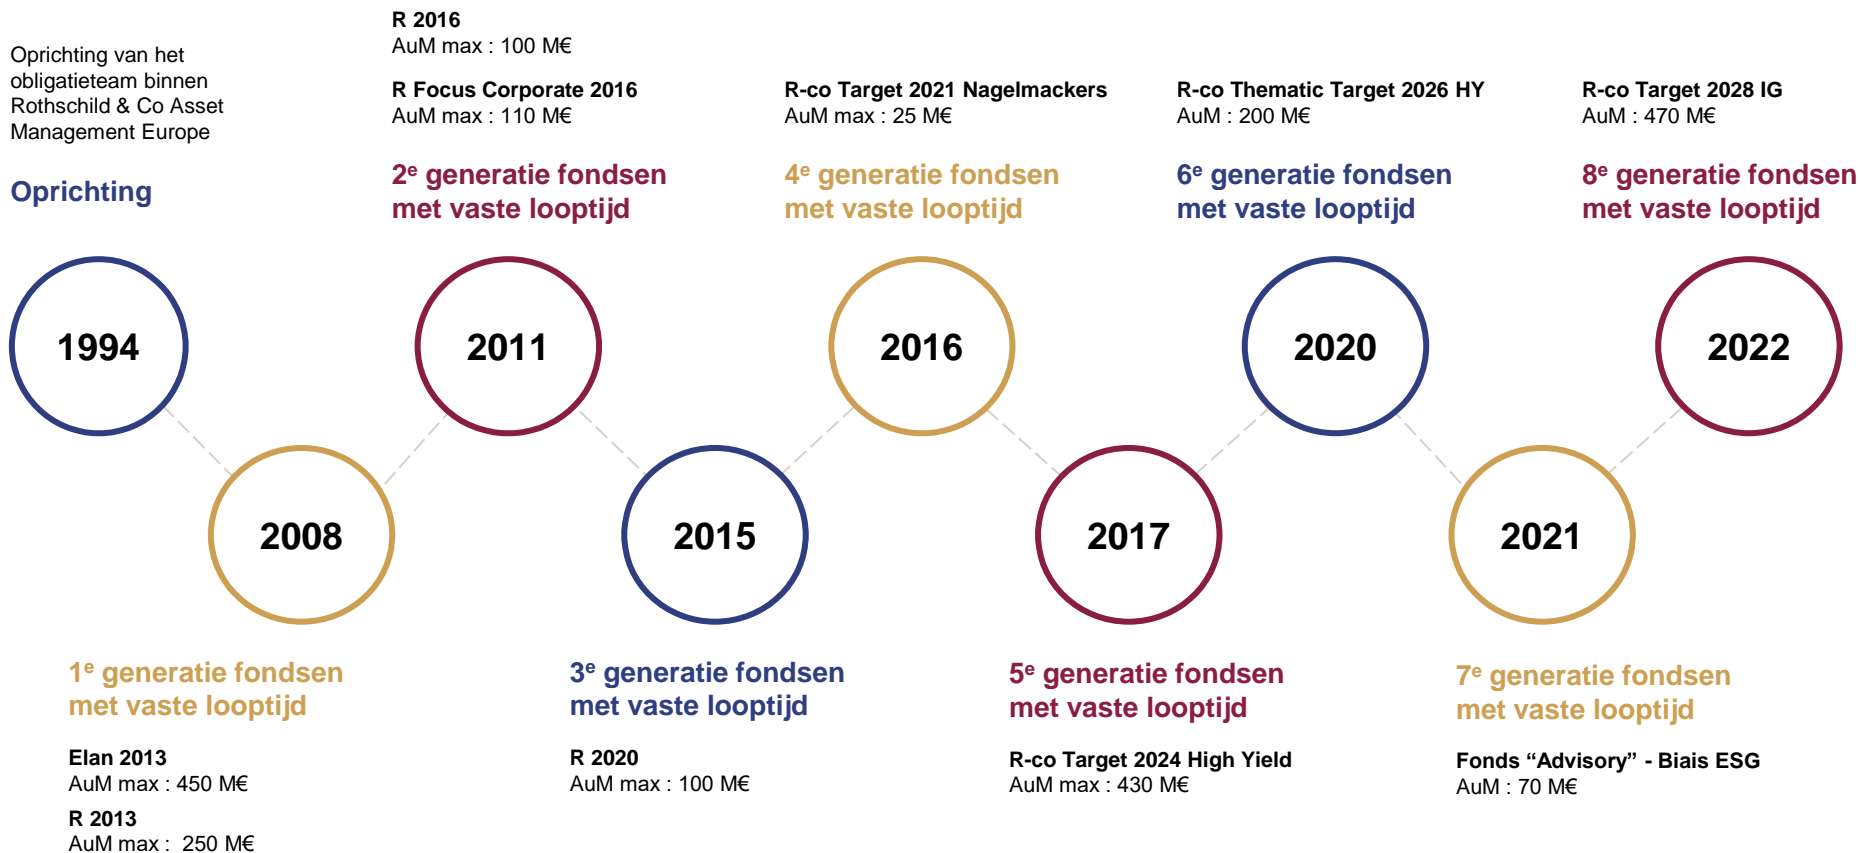 Oprichting van het
obligatieteam binnen
Rothschild & Co Asset
Management Europe
Oprichting
1994
2008
1e generatie fondsen
met vaste looptijd
Elan 2013
AuM max : 450 M€
R 2013
AuM max :  250 M€
R 2016
AuM max : 100 M€
R Focus Corporate 2016
AuM max : 110 M€
2e generatie fondsen
met vaste looptijd
2011
2015
3e generatie fondsen
met vaste looptijd
R 2020
AuM max : 100 M€
R-co Target 2021 Nagelmackers
AuM max : 25 M€
4e generatie fondsen
met vaste looptijd
2016
2017
5e generatie fondsen
met vaste looptijd
R-co Target 2024 High Yield
AuM max : 430 M€
R-co Thematic Target 2026 HY
AuM : 200 M€
6e generatie fondsen
met vaste looptijd
2020
2021
7e generatie fondsen
met vaste looptijd
Fonds “Advisory” - Biais ESG
AuM : 70 M€
R-co Target 2028 IG
AuM : 470 M€
8e generatie fondsen
met vaste looptijd
2022